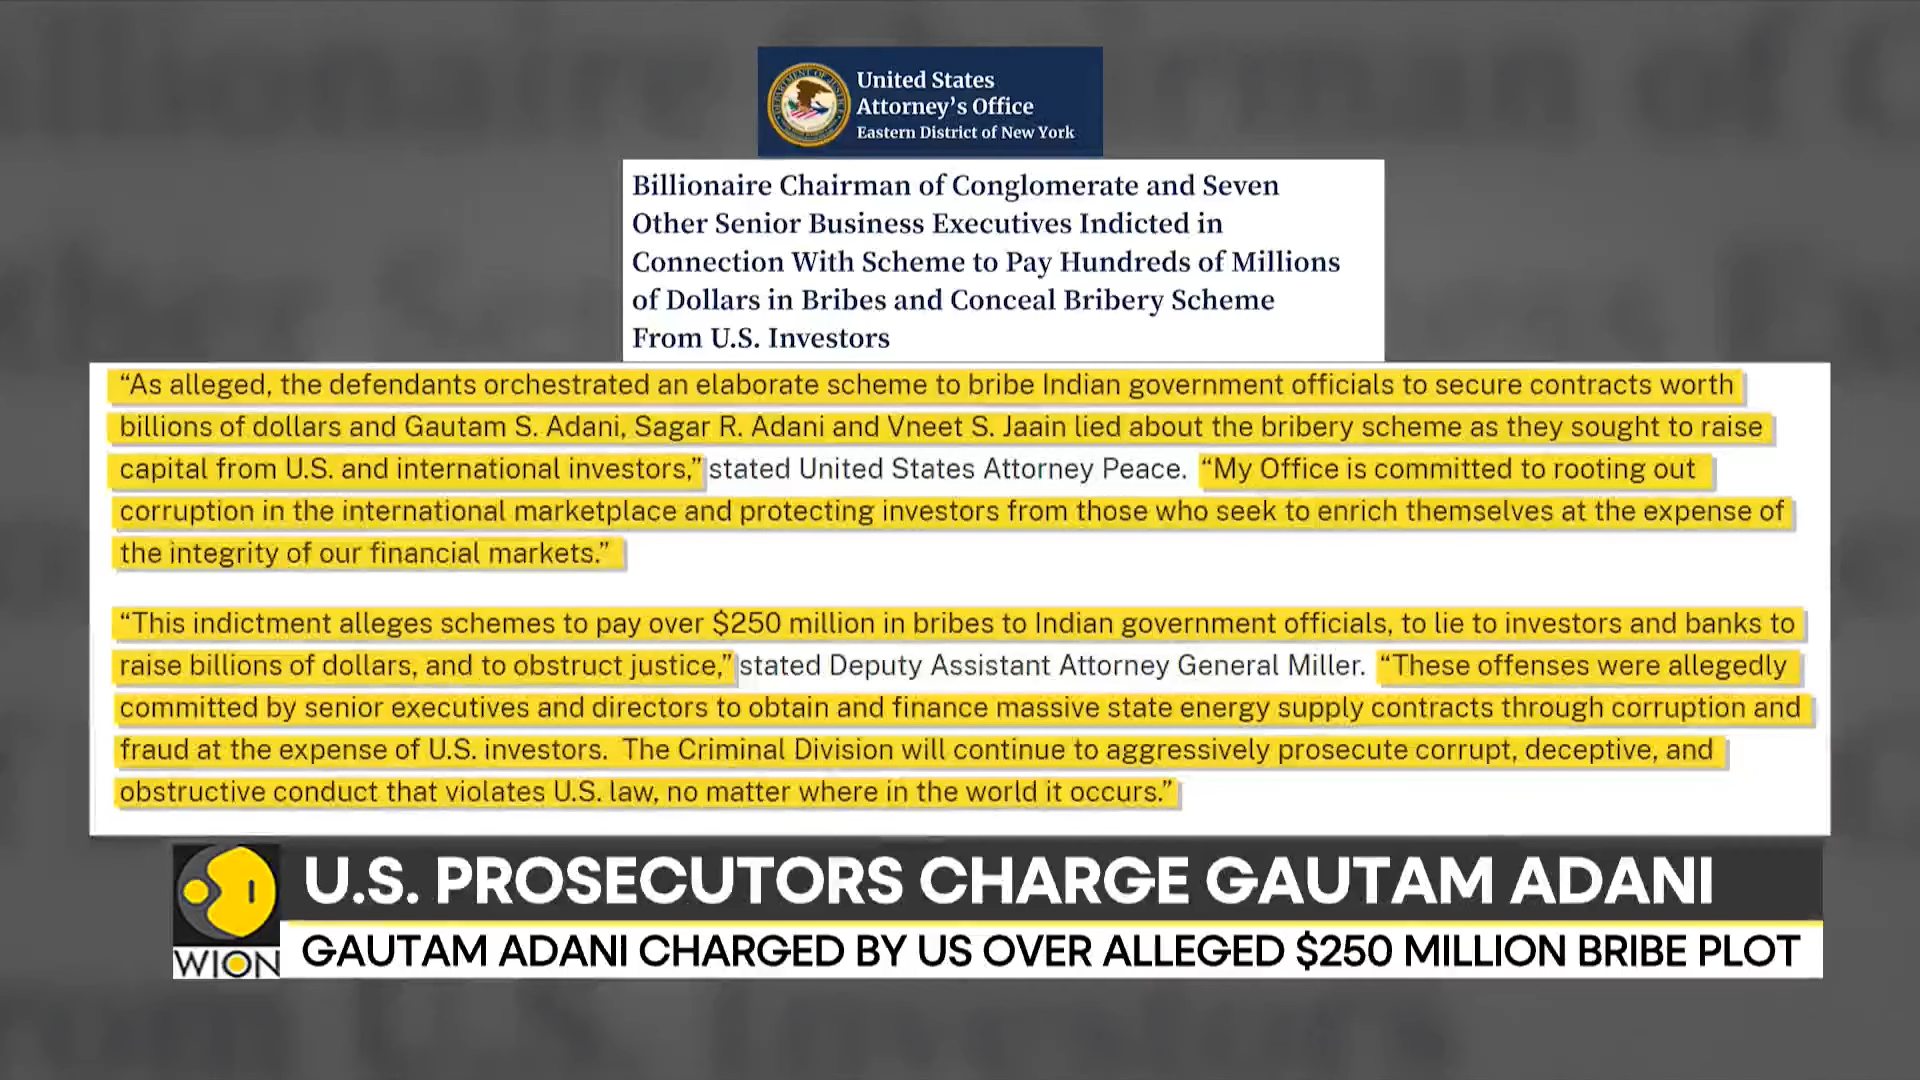 United States
Attorney's Office
Eastern District of New York
Billionaire Chairman of Conglomerate and Seven
Other Senior Business Executives Indicted in
Connection With Scheme to Pay Hundreds of Millions
of Dollars in Bribes and Conceal Bribery Scheme
From U.S. Investors
“As alleged, the defendants orchestrated an elaborate scheme to bribe Indian government officials to secure contracts worth
billions of dollars and Gautam S. Adani, Sagar R. Adani and Vneet S. Jaain lied about the bribery scheme as they sought to raise
capital from U.S. and international investors,” stated United States Attorney Peace. “My Office is committed to rooting out
corruption in the international marketplace and protecting investors from those who seek to enrich themselves at the expense of
the integrity of our financial markets.”
“This indictment alleges schemes to pay over $250 million in bribes to Indian government officials, to lie to investors and banks to
raise billions of dollars, and to obstruct justice,” stated Deputy Assistant Attorney General Miller. “These offenses were allegedly
committed by senior executives and directors to obtain and finance massive state energy supply contracts through corruption and
fraud at the expense of U.S. investors. The Criminal Division will continue to aggressively prosecute corrupt, deceptive, and
obstructive conduct that violates U.S. law, no matter where in the world it occurs.”
U.S. PROSECUTORS CHARGE GAUTAM ADANI
WION
GAUTAM ADANI CHARGED BY US OVER ALLEGED $250 MILLION BRIBE PLOT